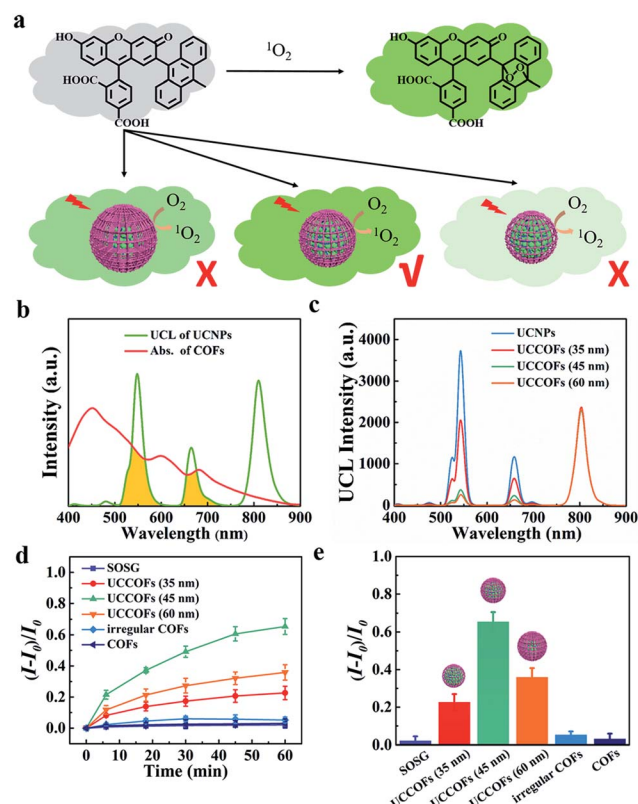 a
HO
O
O
HOOC
COOH
¹O₂
HO
O
O
O
O
HOOC
COOH
O₂
¹O₂
X
O₂
¹O₂
√
O₂
¹O₂
X
b
UCL of UCNPs
Abs. of COFs
Intensity (a.u.)
400 500 600 700 800 900
Wavelength (nm)
c
UCNPs
UCCOFs (35 nm)
UCCOFs (45 nm)
UCCOFs (60 nm)
UCL Intensity (a.u.)
4000
3000
2000
1000
0
400 500 600 700 800 900
Wavelength (nm)
d
SOSG
UCCOFs (35 nm)
UCCOFs (45 nm)
UCCOFs (60 nm)
irregular COFs
COFs
(I-I₀)/I₀
1.0
0.8
0.6
0.4
0.2
0.0
0 10 20 30 40 50 60
Time (min)
e
(I-I₀)/I₀
1.0
0.8
0.6
0.4
0.2
0.0
SOSG
UCCOFs (35 nm)
UCCOFs (45 nm)
UCCOFs (60 nm)
irregular COFs
COFs